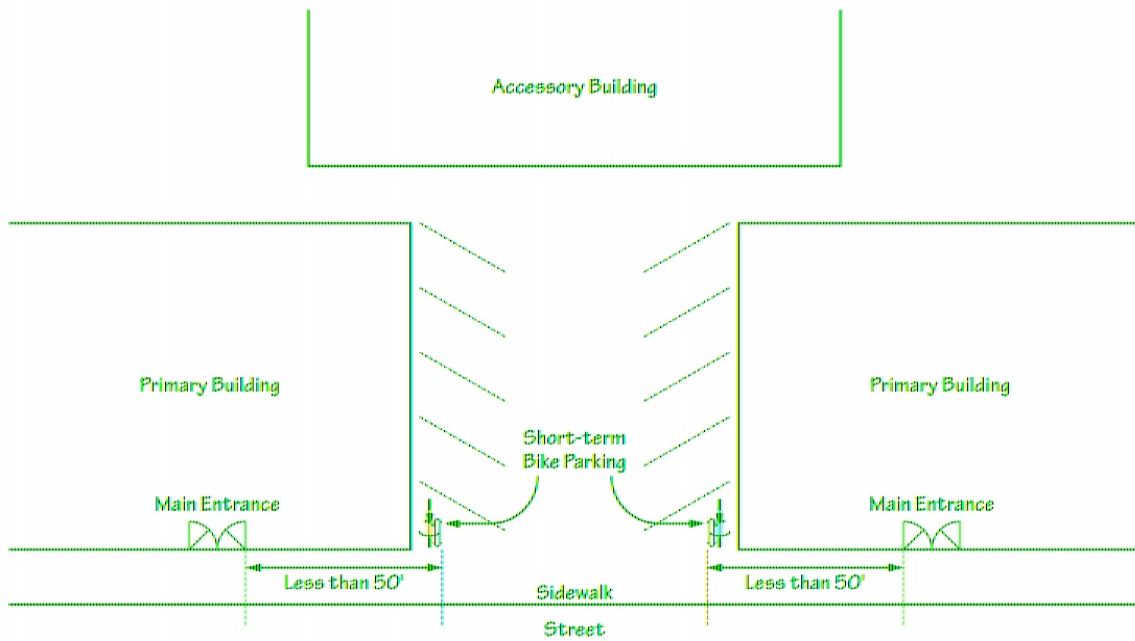 Accessory Building
Primary Building
Primary Building
Short-term
Bike Parking
Main Entrance
Main Entrance
Less than 50'
Less than 50'
Sidewalk
Street